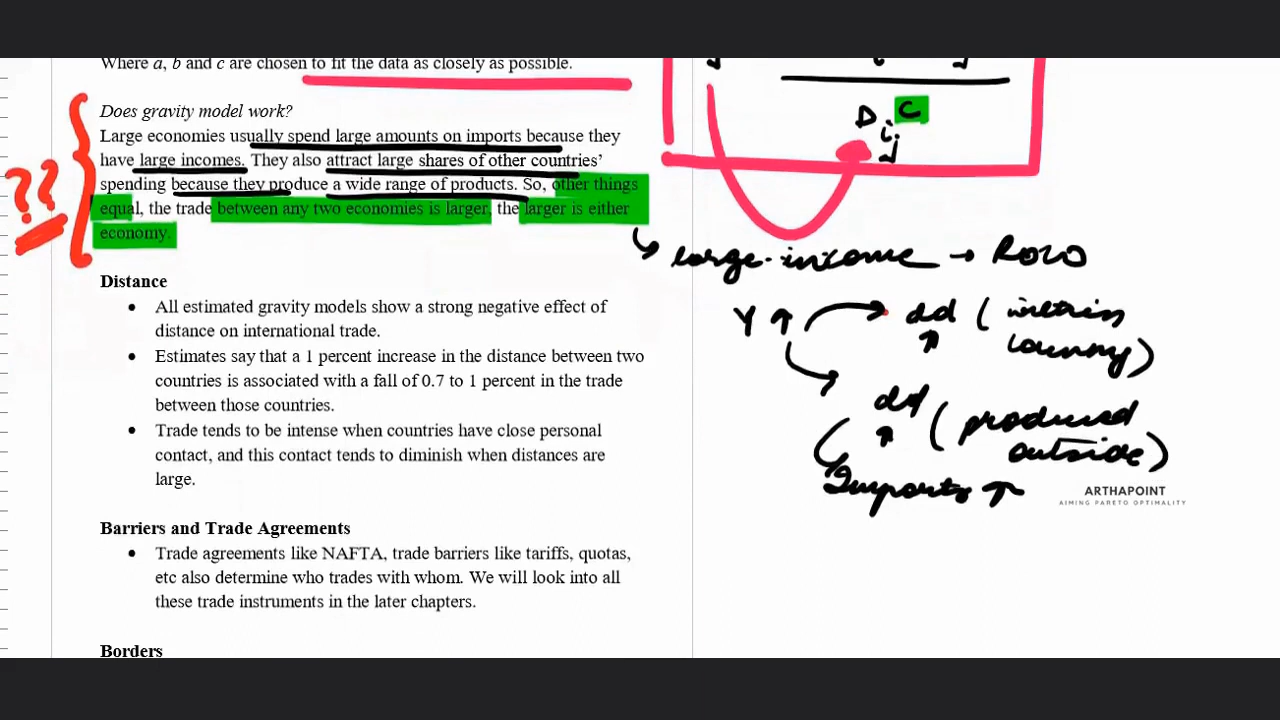 Where a, b and c are chosen to fit the data as closely as possible.
Does gravity model work?
Large economies usually spend large amounts on imports because they
have large incomes. They also attract large shares of other countries’
spending because they produce a wide range of products. So, other things
equal, the trade between any two economies is larger, the larger is either
economy.
??
Distance
• All estimated gravity models show a strong negative effect of
distance on international trade.
• Estimates say that a 1 percent increase in the distance between two
countries is associated with a fall of 0.7 to 1 percent in the trade
between those countries.
• Trade tends to be intense when countries have close personal
contact, and this contact tends to diminish when distances are
large.
Barriers and Trade Agreements
• Trade agreements like NAFTA, trade barriers like tariffs, quotas,
etc also determine who trades with whom. We will look into all
these trade instruments in the later chapters.
Borders
D ij C
large-income → ROW
Y ↑ dd ( within
↑ country)
dd ( produced
↑ outside)
Imports ↑
ARTHAPOINT
AIMING PARETO OPTIMALITY